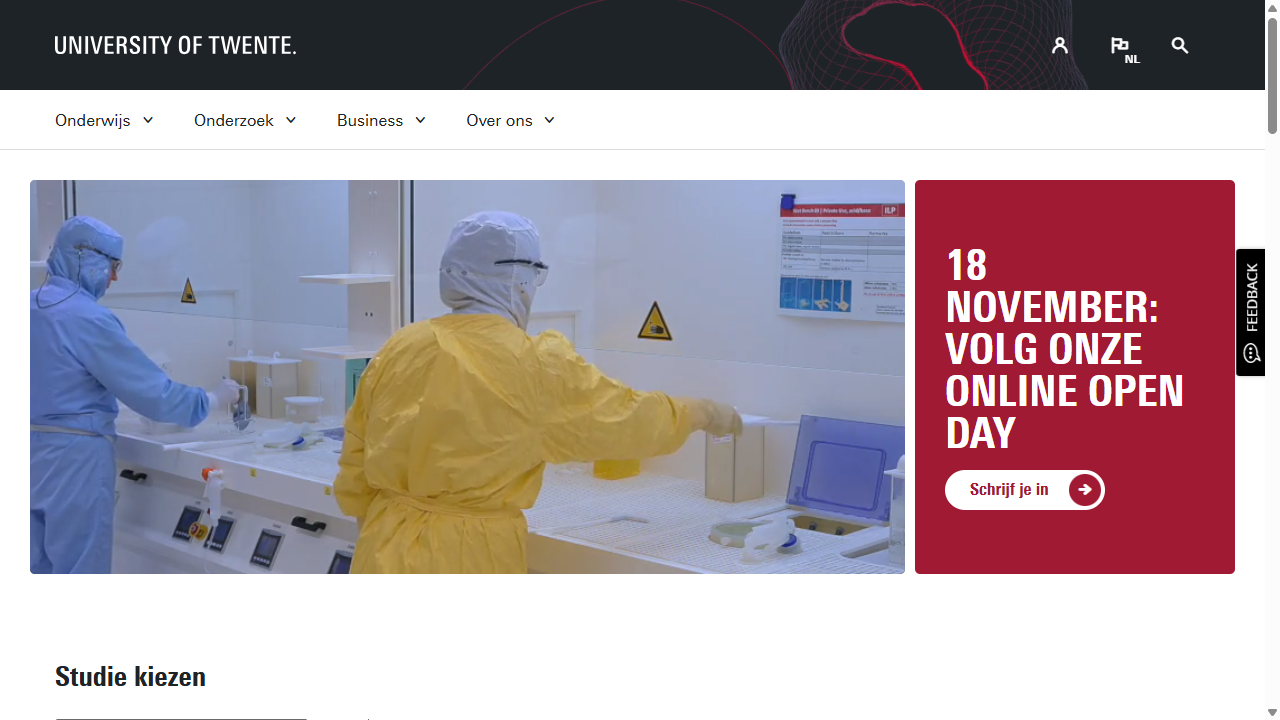 UNIVERSITY OF TWENTE.
NL
Onderwijs
Onderzoek
Business
Over ons
18
NOVEMBER:
VOLG ONZE
ONLINE OPEN
DAY
Schrijf je in
FEEDBACK
ILP
Studie kiezen